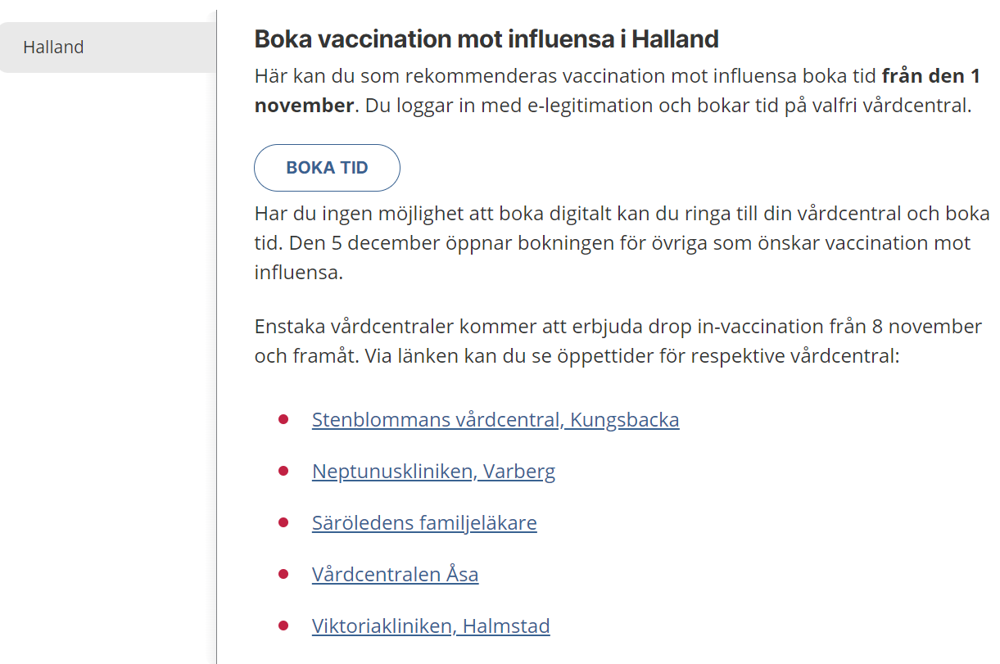 Halland
Boka vaccination mot influensa i Halland
Här kan du som rekommenderas vaccination mot influensa boka tid från den 1
november. Du loggar in med e-legitimation och bokar tid på valfri vårdcentral.
BOKA TID
Har du ingen möjlighet att boka digitalt kan du ringa till din vårdcentral och boka
tid. Den 5 december öppnar bokningen för övriga som önskar vaccination mot
influensa.
Enstaka vårdcentraler kommer att erbjuda drop in-vaccination från 8 november
och framåt. Via länken kan du se öppettider för respektive vårdcentral:
Stenblommans vårdcentral, Kungsbacka
Neptunuskliniken, Varberg
Säröledens familjeläkare
Vårdcentralen Åsa
Viktoriakliniken, Halmstad